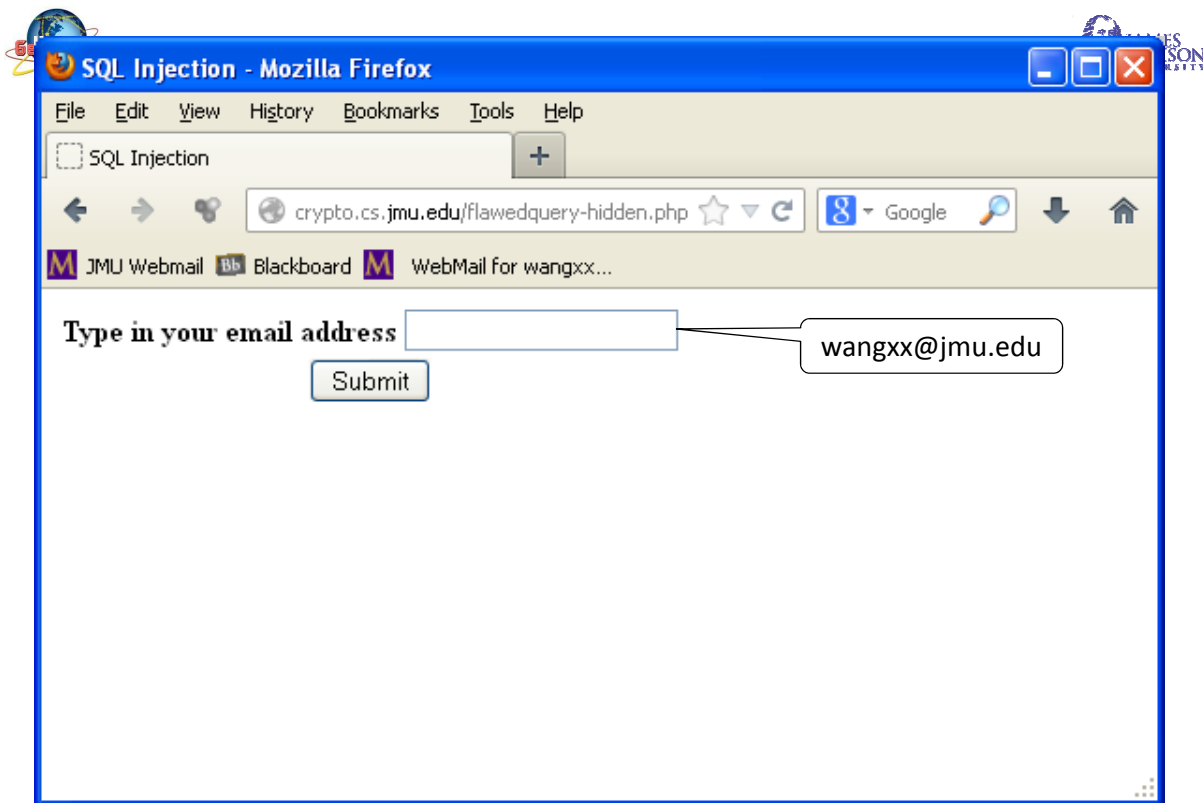 SQL Injection - Mozilla Firefox
File Edit View History Bookmarks Tools Help
SQL Injection +
crypto.cs.jmu.edu/flawedquery-hidden.php Google
JMU Webmail Bb Blackboard M WebMail for wangxx...
Type in your email address
wangxx@jmu.edu
Submit